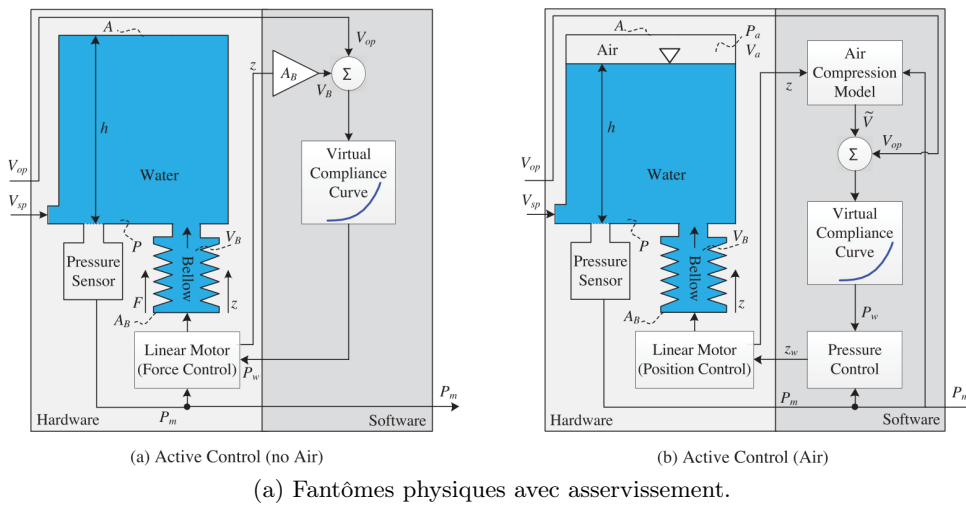 A
V_op
z
A_B
V_B
Σ
h
Virtual
Compliance
Curve
V_op
Water
V_sp
P
V_B
Pressure
Sensor
Bellow
F
z
A_B
Linear Motor
(Force Control)
P_w
P_m
P_m
Hardware
Software
(a) Active Control (no Air)
A
P_a
Air
V_a
Air
Compression
Model
z
Ṽ
h
V_op
Σ
V_op
Water
V_sp
Virtual
Compliance
Curve
P
V_B
Pressure
Sensor
Bellow
F
z
A_B
P_w
Linear Motor
(Position Control)
z_w
Pressure
Control
P_m
P_m
P_m
Hardware
Software
(b) Active Control (Air)
(a) Fantômes physiques avec asservissement.